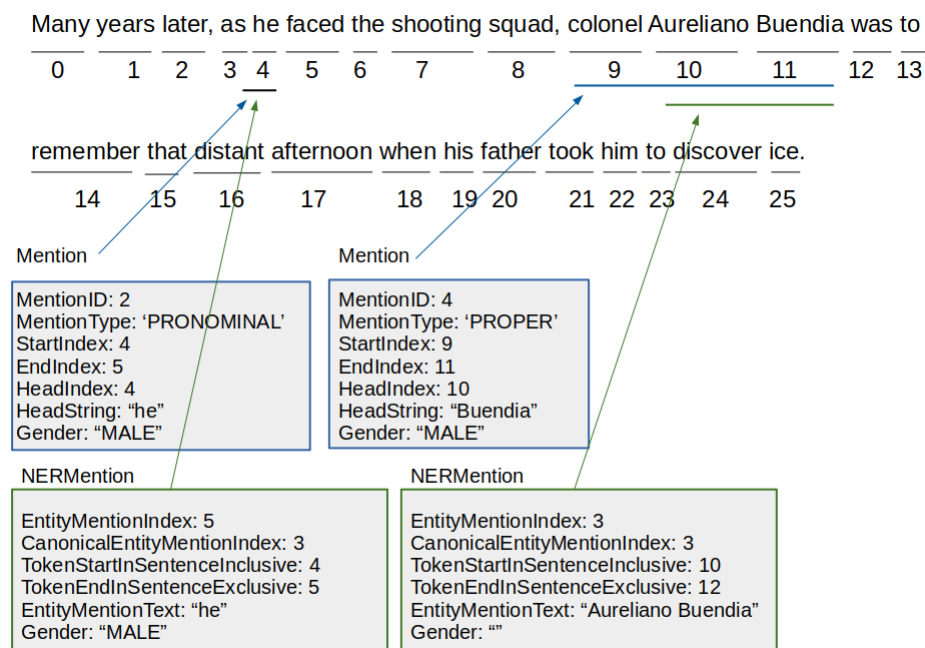 Many years later, as he faced the shooting squad, colonel Aureliano Buendia was to
0 1 2 3 4 5 6 7 8 9 10 11 12 13
remember that distant afternoon when his father took him to discover ice.
14 15 16 17 18 19 20 21 22 23 24 25
Mention
MentionID: 2
MentionType: ‘PRONOMINAL’
StartIndex: 4
EndIndex: 5
HeadIndex: 4
HeadString: “he”
Gender: “MALE”
Mention
MentionID: 4
MentionType: ‘PROPER’
StartIndex: 9
EndIndex: 11
HeadIndex: 10
HeadString: “Buendia”
Gender: “MALE”
NERMention
EntityMentionIndex: 5
CanonicalEntityMentionIndex: 3
TokenStartInSentenceInclusive: 4
TokenEndInSentenceExclusive: 5
EntityMentionText: “he”
Gender: “MALE”
NERMention
EntityMentionIndex: 3
CanonicalEntityMentionIndex: 3
TokenStartInSentenceInclusive: 10
TokenEndInSentenceExclusive: 12
EntityMentionText: “Aureliano Buendia”
Gender: “”